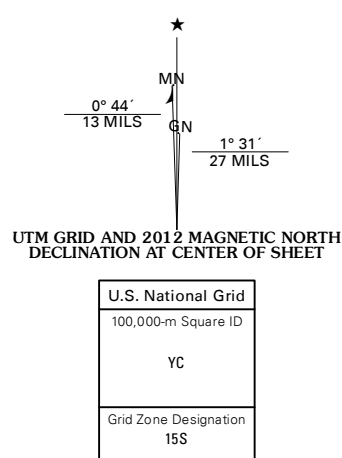 ★
MN
0° 44´
13 MILS
GN
1° 31´
27 MILS
UTM GRID AND 2012 MAGNETIC NORTH
DECLINATION AT CENTER OF SHEET
U.S. National Grid
100,000-m Square ID
YC
Grid Zone Designation
15S